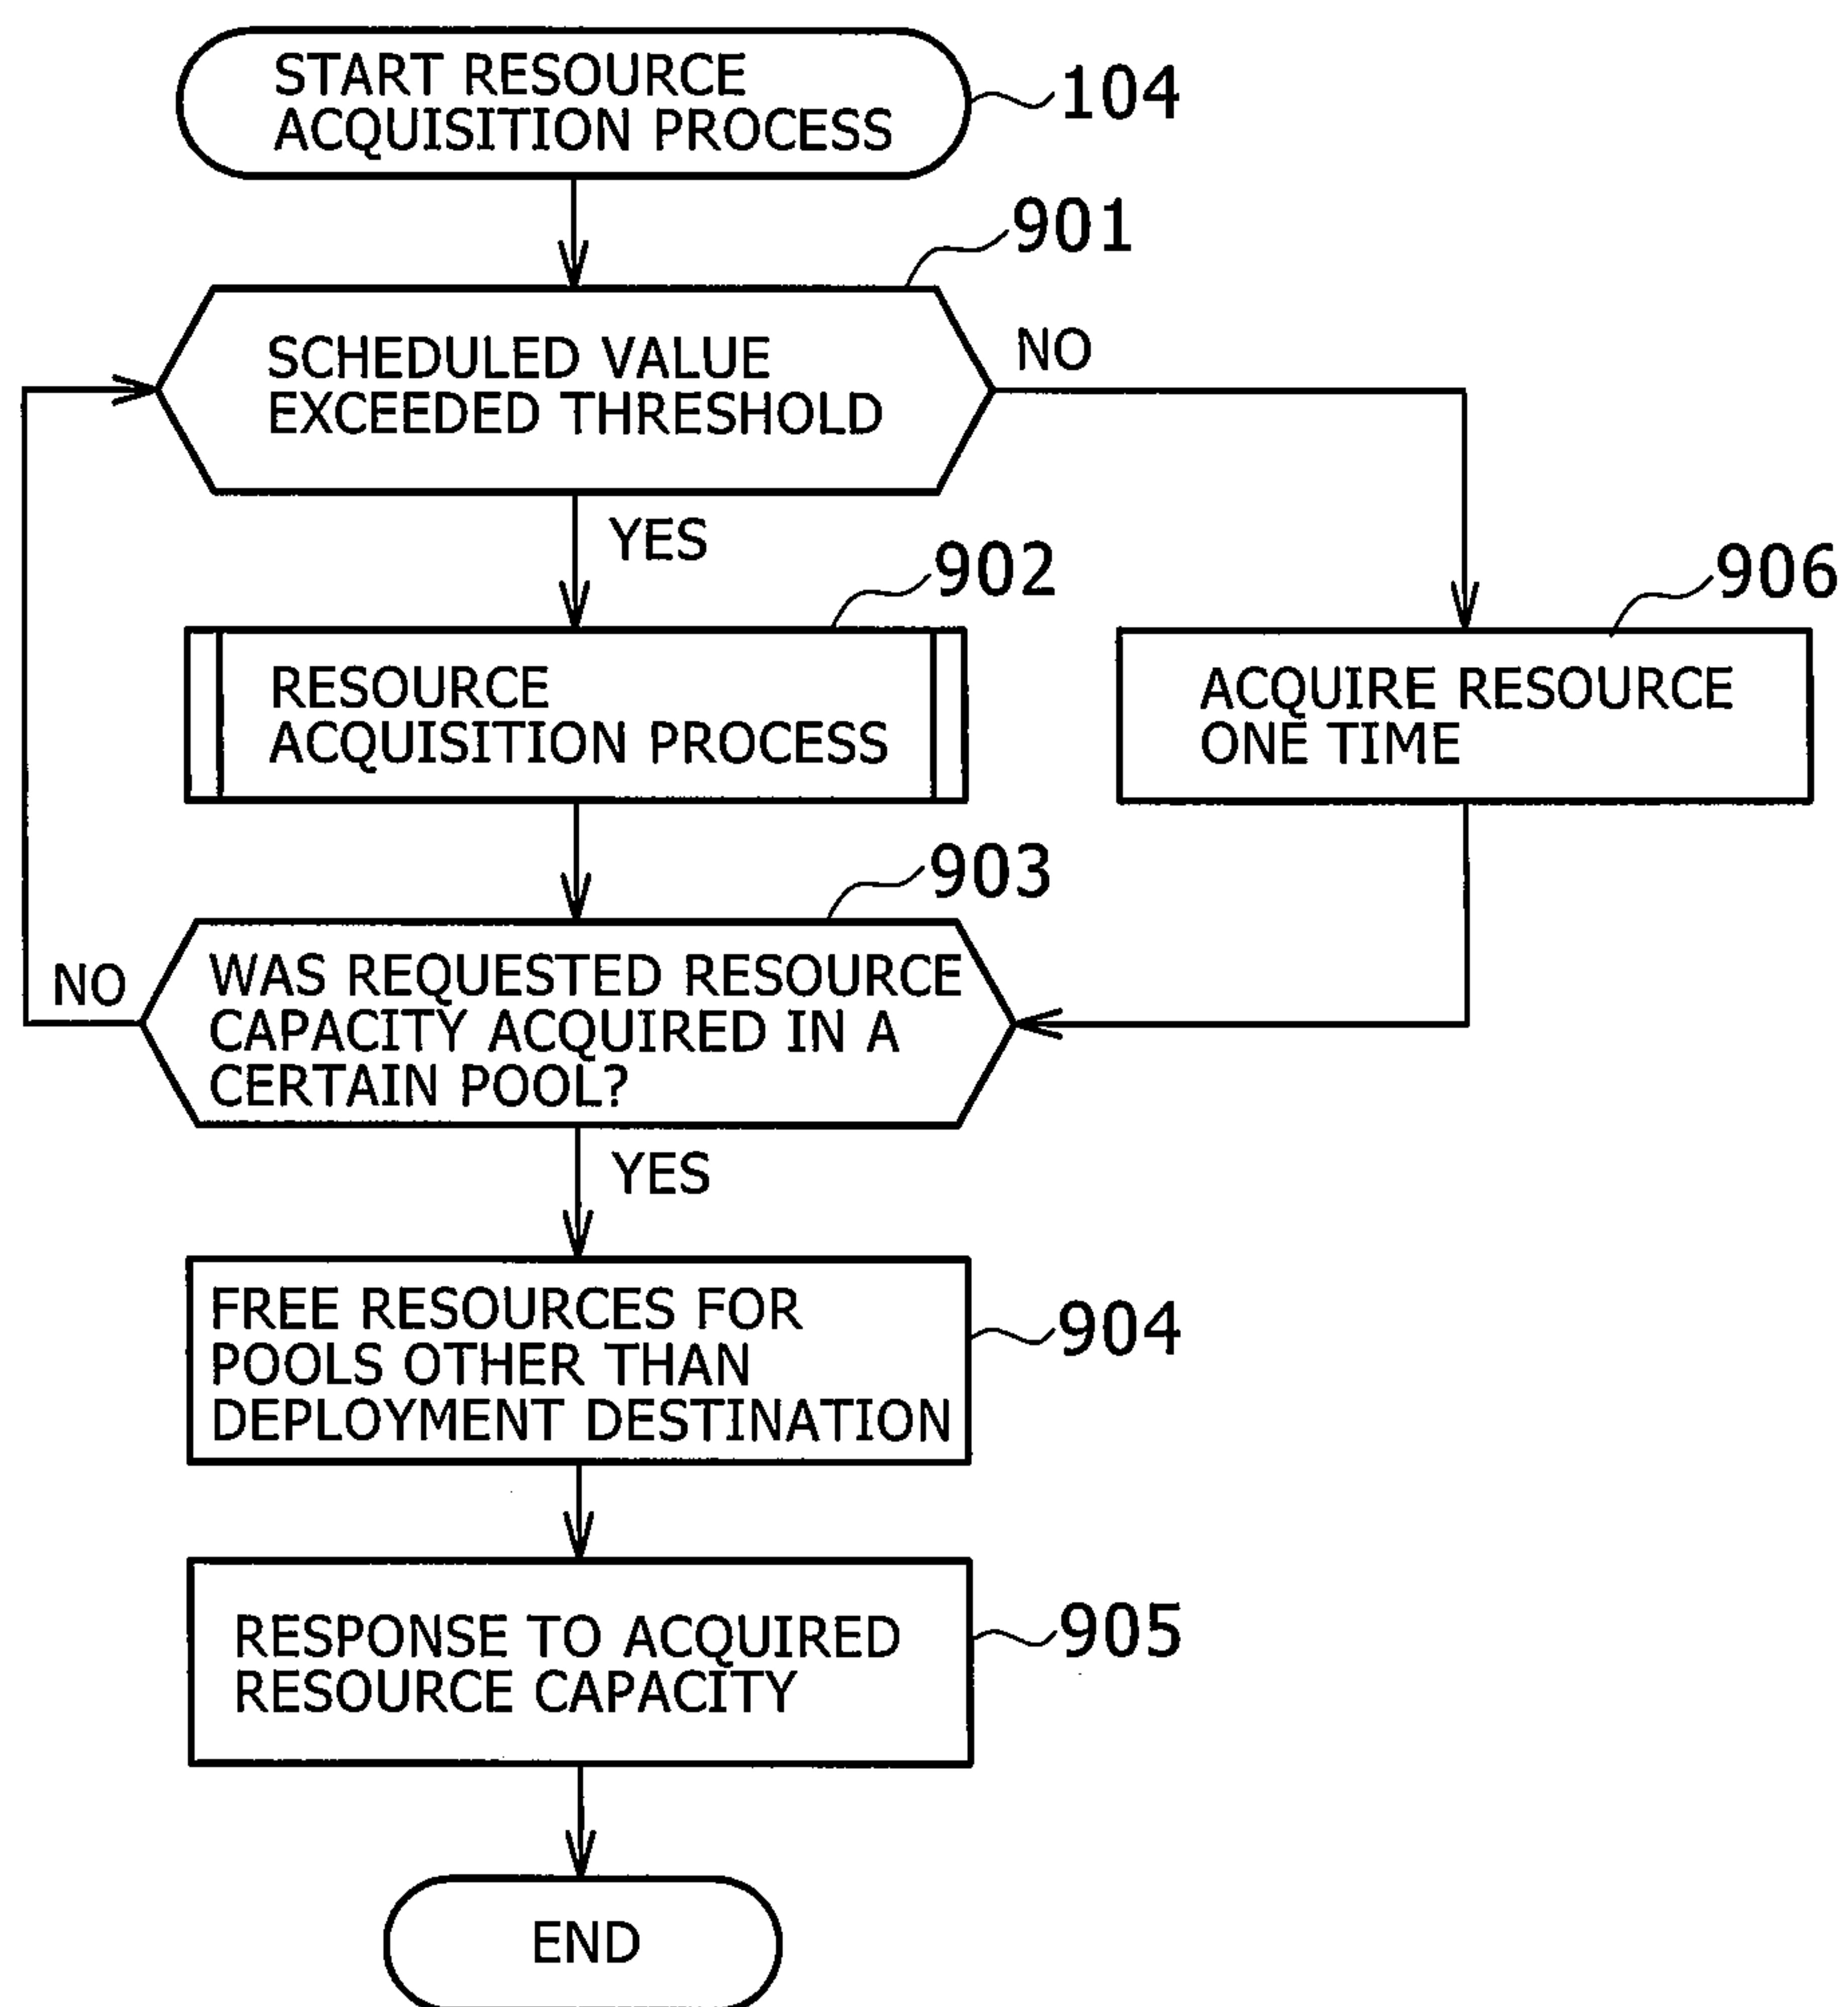 START RESOURCE
ACQUISITION PROCESS
104
901
SCHEDULED VALUE
EXCEEDED THRESHOLD
NO
YES
902
906
RESOURCE
ACQUISITION PROCESS
ACQUIRE RESOURCE
ONE TIME
903
NO
WAS REQUESTED RESOURCE
CAPACITY ACQUIRED IN A
CERTAIN POOL?
YES
FREE RESOURCES FOR
POOLS OTHER THAN
DEPLOYMENT DESTINATION
904
RESPONSE TO ACQUIRED
RESOURCE CAPACITY
905
END